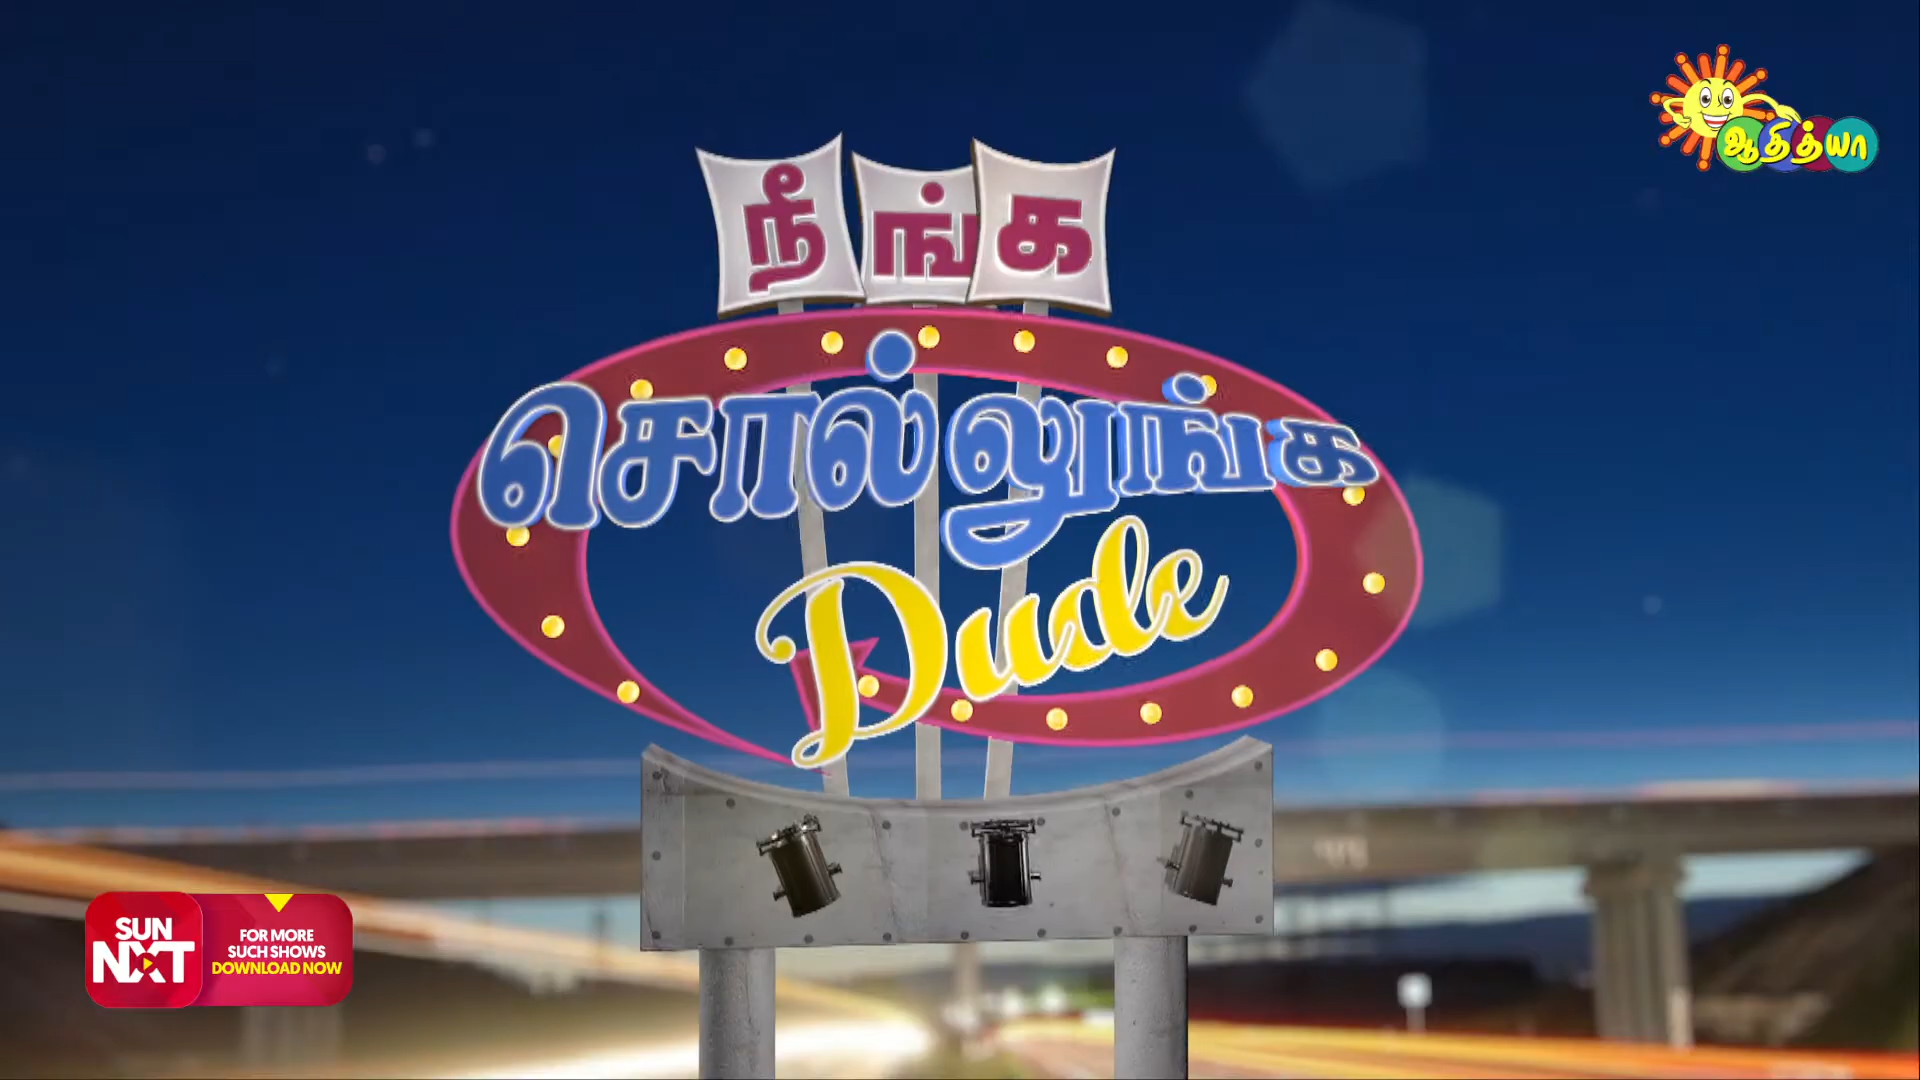 ஆதித்யா
நீங்க
சொல்லுங்க
Dude
SUN
NXT
FOR MORE
SUCH SHOWS
DOWNLOAD NOW